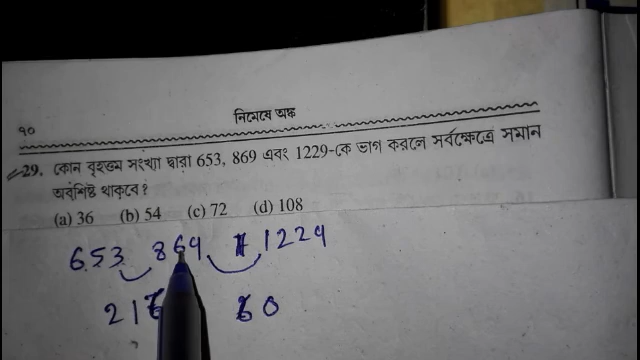 ৭০ নিমেষে অঙ্ক
29. কোন বৃহত্তম সংখ্যা দ্বারা 653, 869 এবং 1229-কে ভাগ করলে সর্বক্ষেত্রে সমান
অবশিষ্ট থাকবে?
(a) 36 (b) 54 (c) 72 (d) 108
653 869 1229
21 60